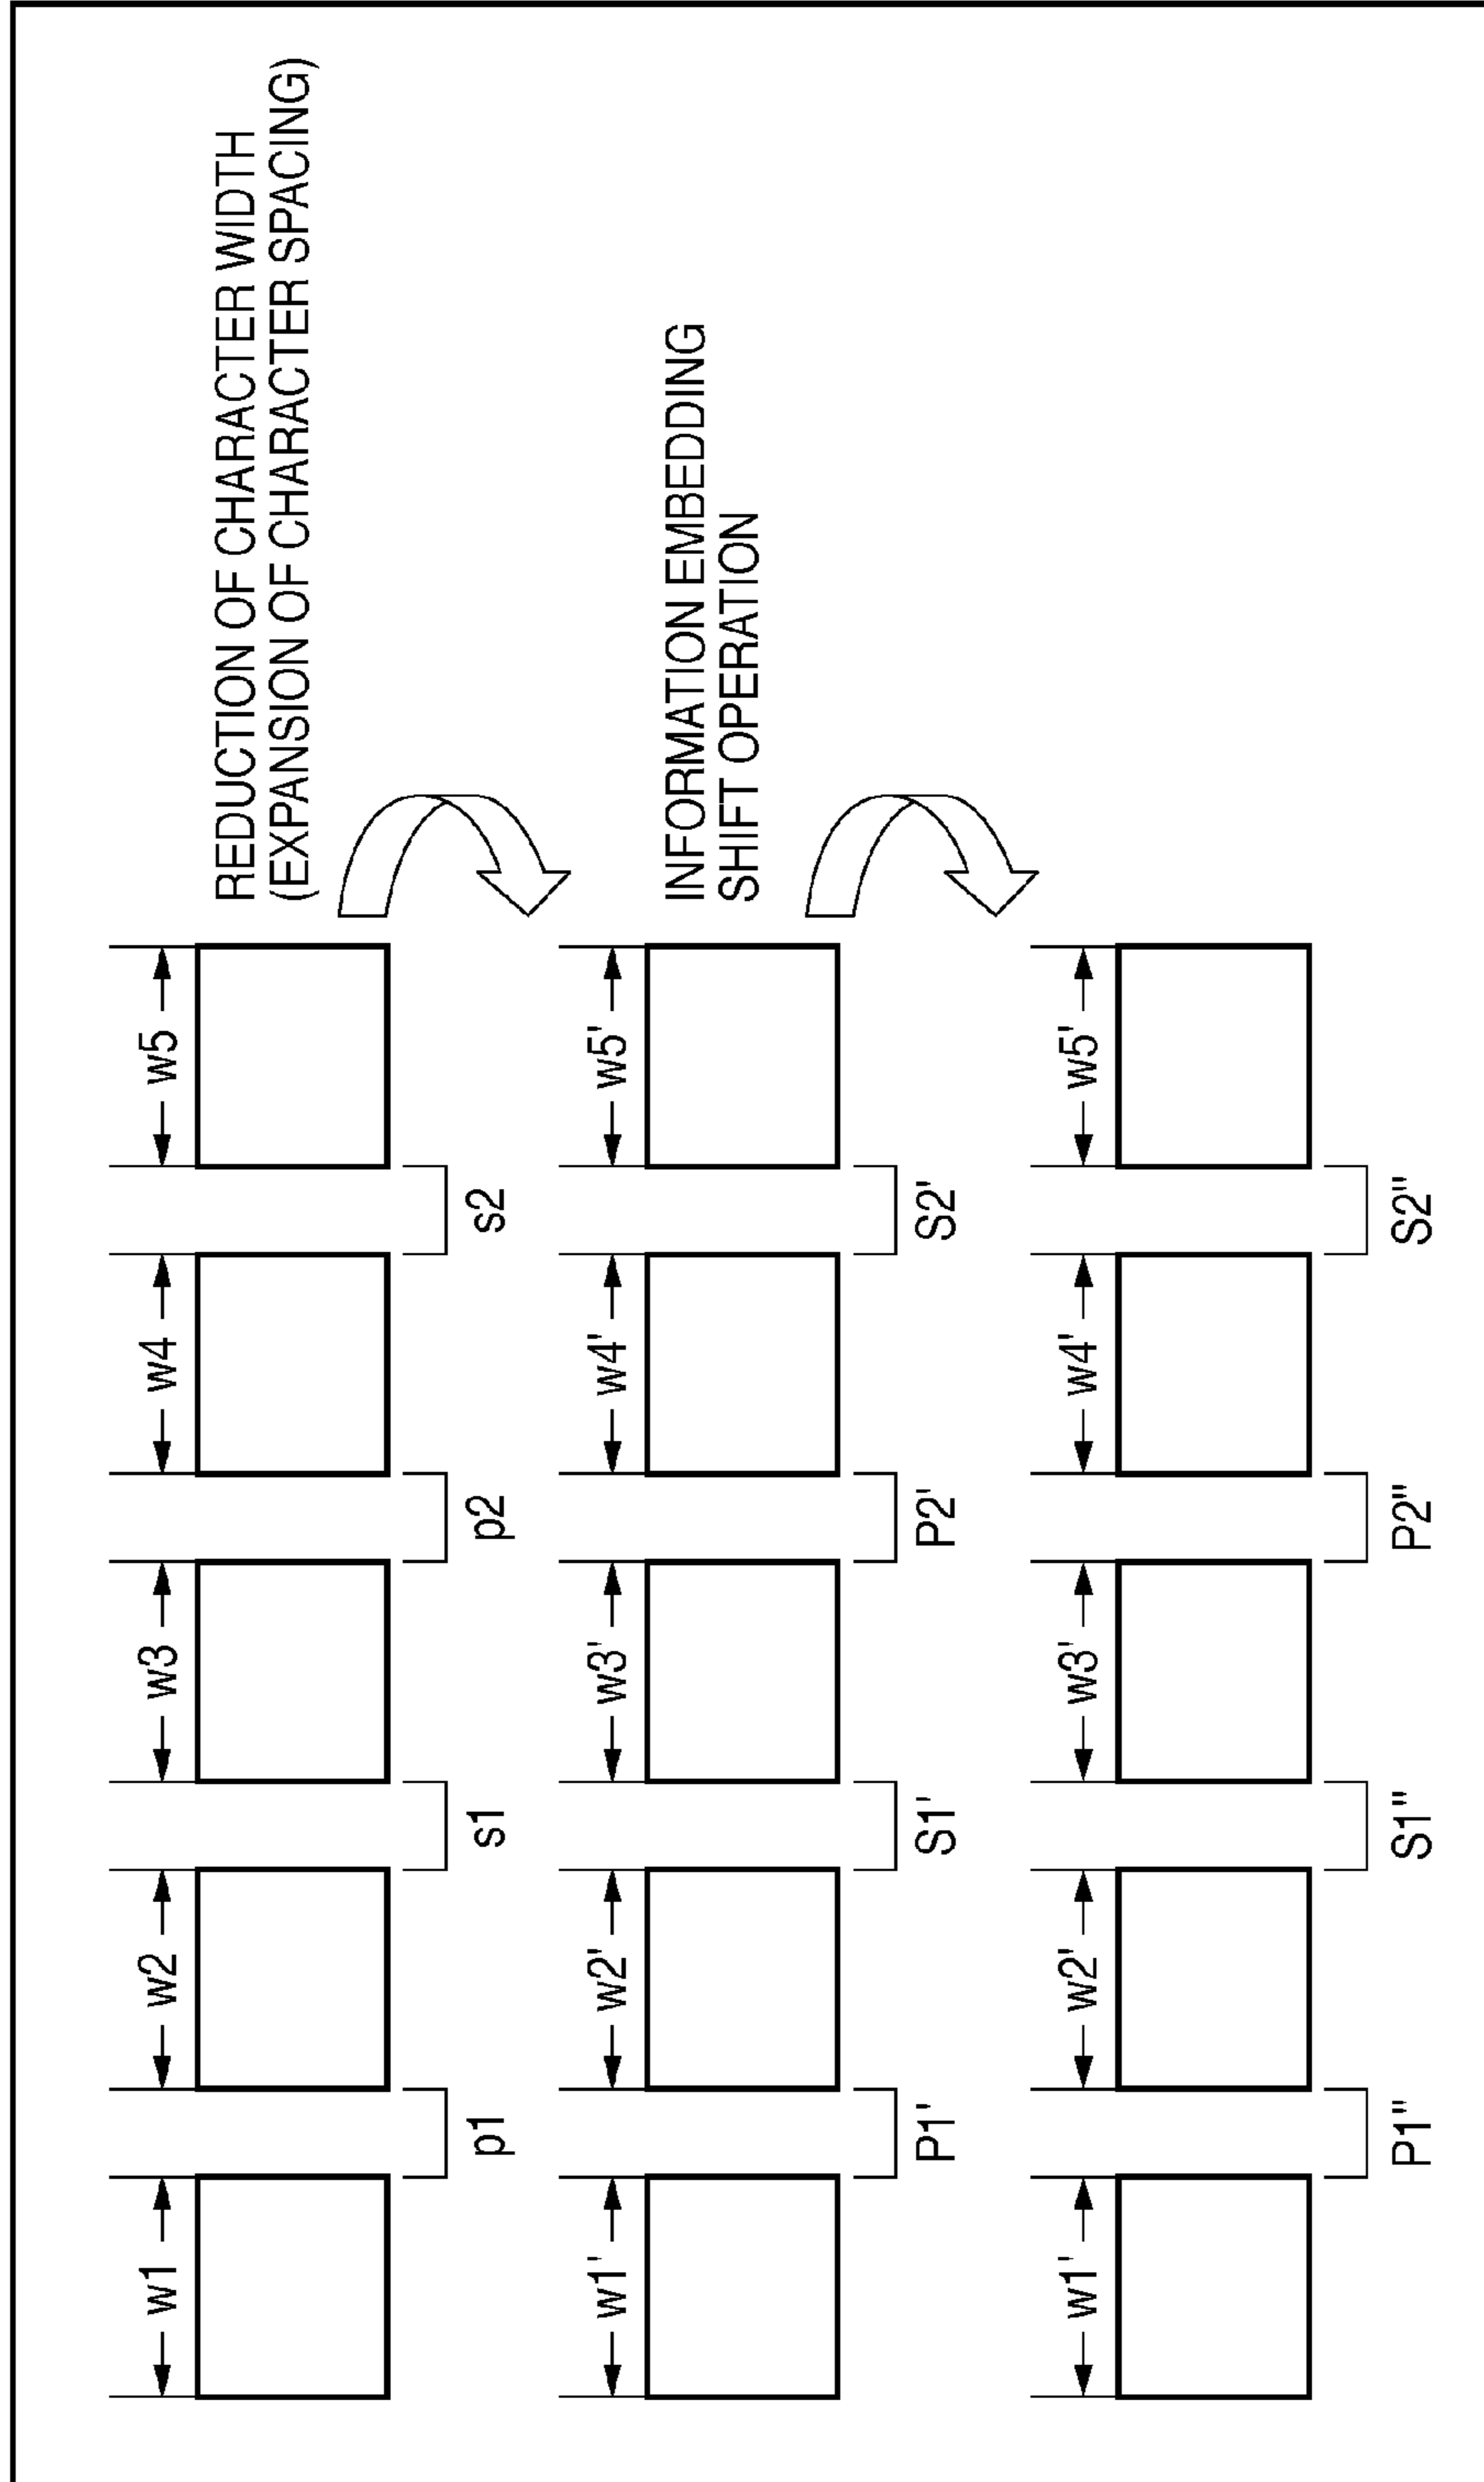 w1 w2 w3 w4 w5
REDUCTION OF CHARACTER WIDTH
(EXPANSION OF CHARACTER SPACING)
p1 s1 p2 s2
w1' w2' w3' w4' w5'
INFORMATION EMBEDDING
SHIFT OPERATION
P1' S1' P2' S2'
w1' w2' w3' w4' w5'
P1" S1" P2" S2"